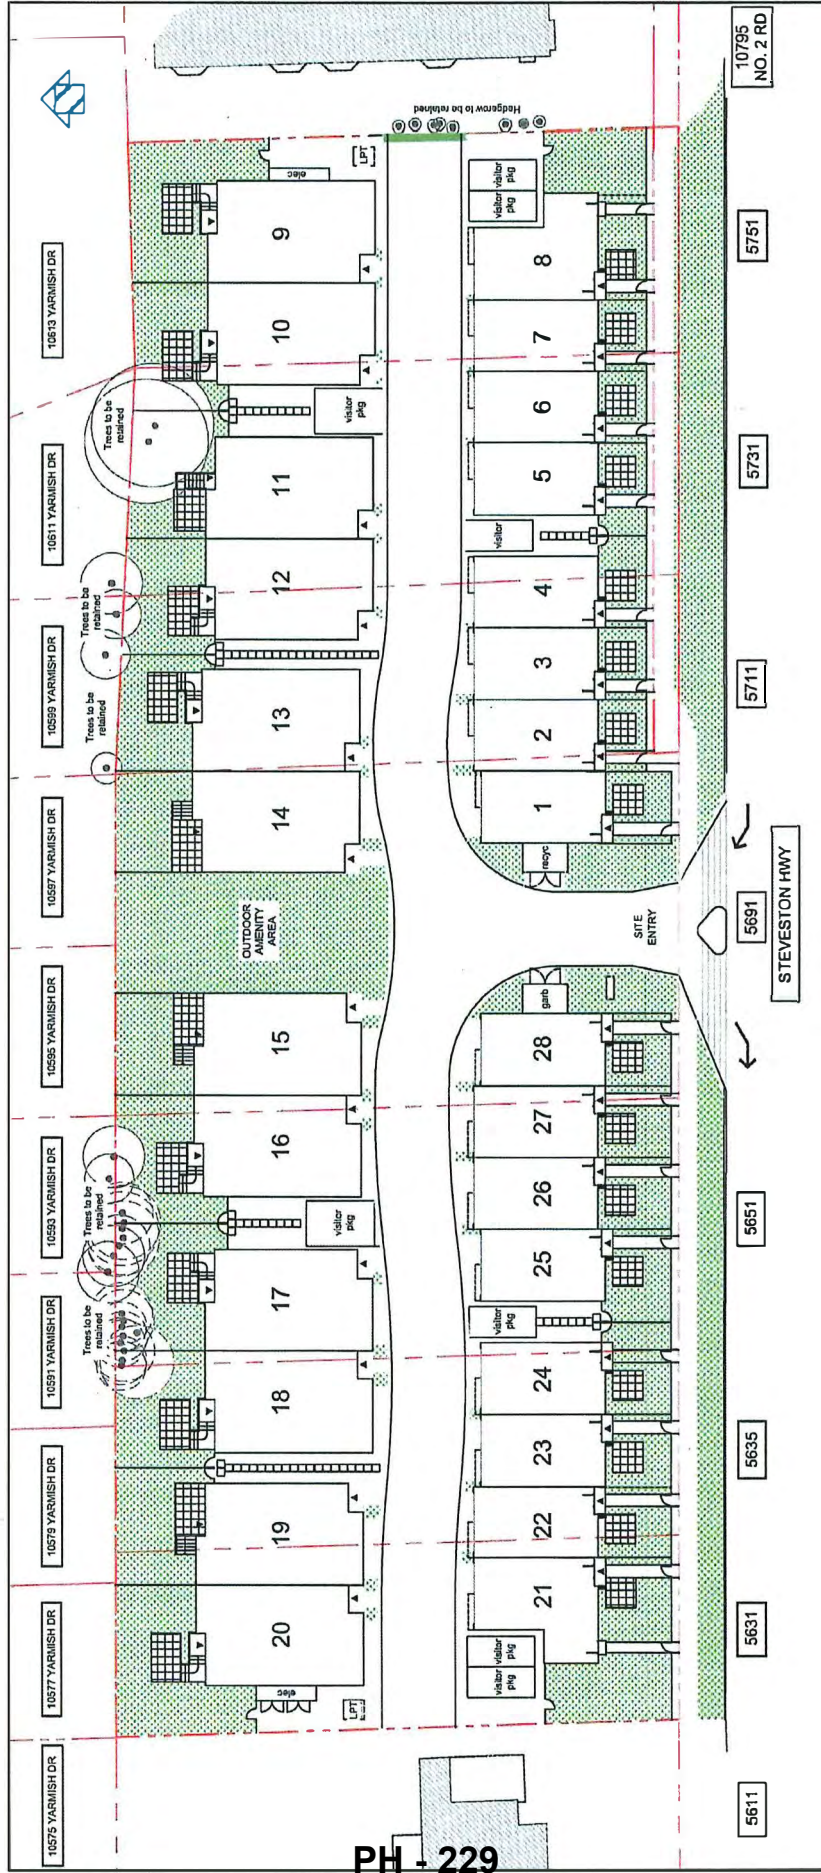 10575 YARMISH DR
10577 YARMISH DR
10579 YARMISH DR
10591 YARMISH DR
10593 YARMISH DR
10595 YARMISH DR
10597 YARMISH DR
10599 YARMISH DR
10611 YARMISH DR
10613 YARMISH DR
Trees to be
retained
Trees to be
retained
Trees to be
retained
Trees to be
retained
Trees to be
retained
OUTDOOR
AMENITY
AREA
20
19
18
17
16
15
14
13
12
11
10
9
elec
elec
LPT
LPT
visitor
pkg
visitor
pkg
Hedgerow to be retained
visitor
pkg
visitor
pkg
visitor
pkg
visitor
visitor
pkg
visitor
pkg
21
22
23
24
25
26
27
28
1
2
3
4
5
6
7
8
garb
recyc
SITE
ENTRY
5611
5631
5635
5651
5691
5711
5731
5751
10795
NO. 2 RD
STEVESTON HWY
PH - 229